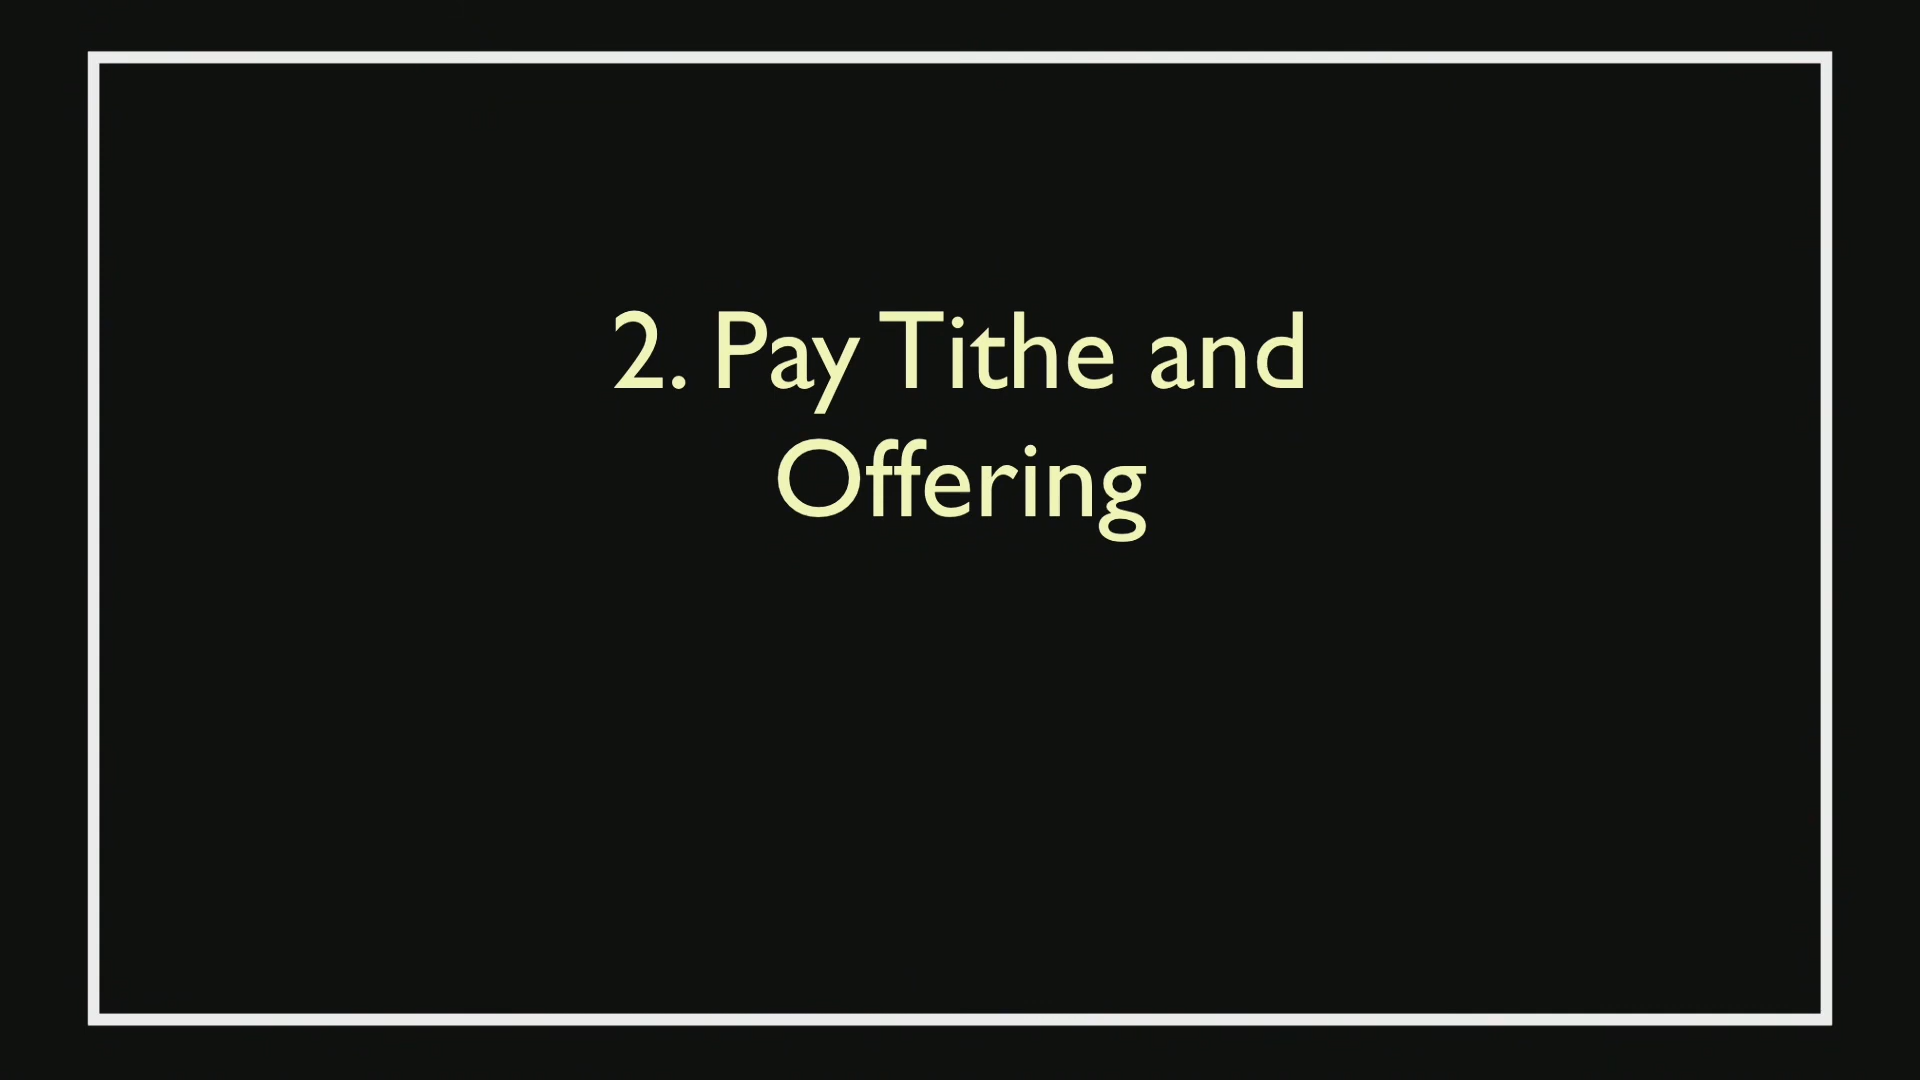 2. Pay Tithe and
Offering